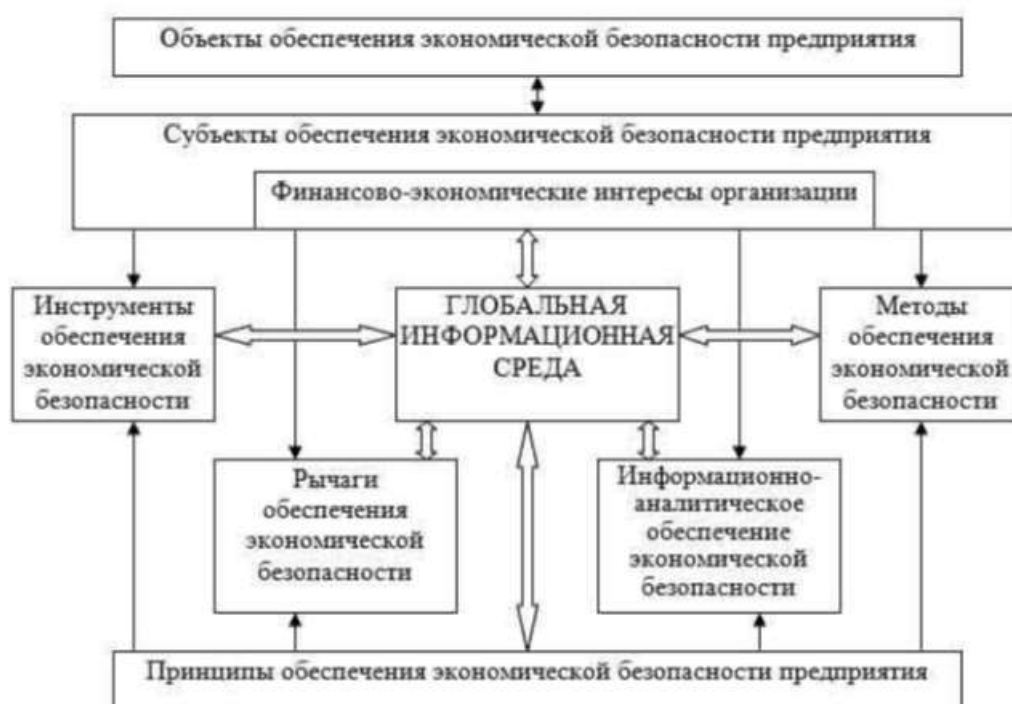 Объекты обеспечения экономической безопасности предприятия
Субъекты обеспечения экономической безопасности предприятия
Финансово-экономические интересы организации
Инструменты
обеспечения
экономической
безопасности
ГЛОБАЛЬНАЯ
ИНФОРМАЦИОННАЯ
СРЕДА
Методы
обеспечения
экономической
безопасности
Рычаги
обеспечения
экономической
безопасности
Информационно-
аналитическое
обеспечение
экономической
безопасности
Принципы обеспечения экономической безопасности предприятия